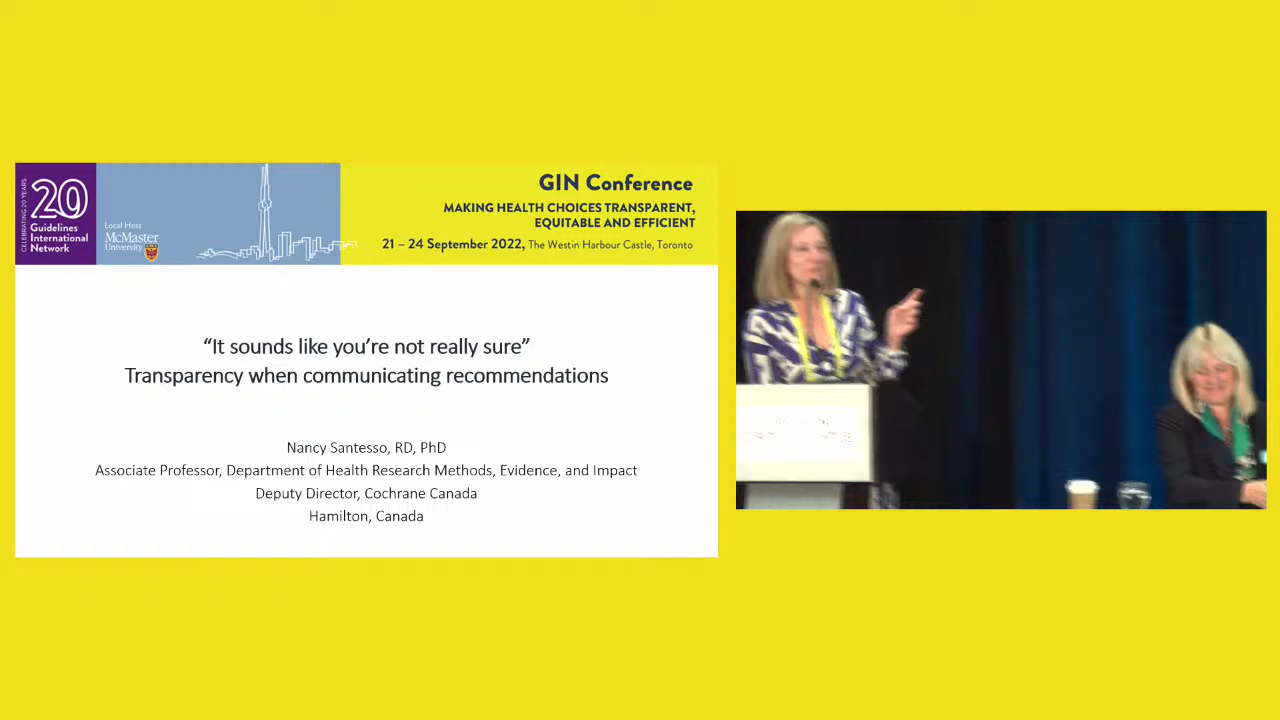 CELEBRATING 20 YEARS
20
Guidelines
International
Network
Local Host
McMaster
University
GIN Conference
MAKING HEALTH CHOICES TRANSPARENT,
EQUITABLE AND EFFICIENT
21 – 24 September 2022, The Westin Harbour Castle, Toronto
“It sounds like you’re not really sure”
Transparency when communicating recommendations
Nancy Santesso, RD, PhD
Associate Professor, Department of Health Research Methods, Evidence, and Impact
Deputy Director, Cochrane Canada
Hamilton, Canada